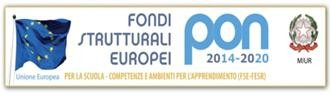 FONDI
STRUTTURALI
EUROPEI
pon
2014-2020
Unione Europea
PER LA SCUOLA - COMPETENZE E AMBIENTI PER L'APPRENDIMENTO (FSE-FESR)
MIUR